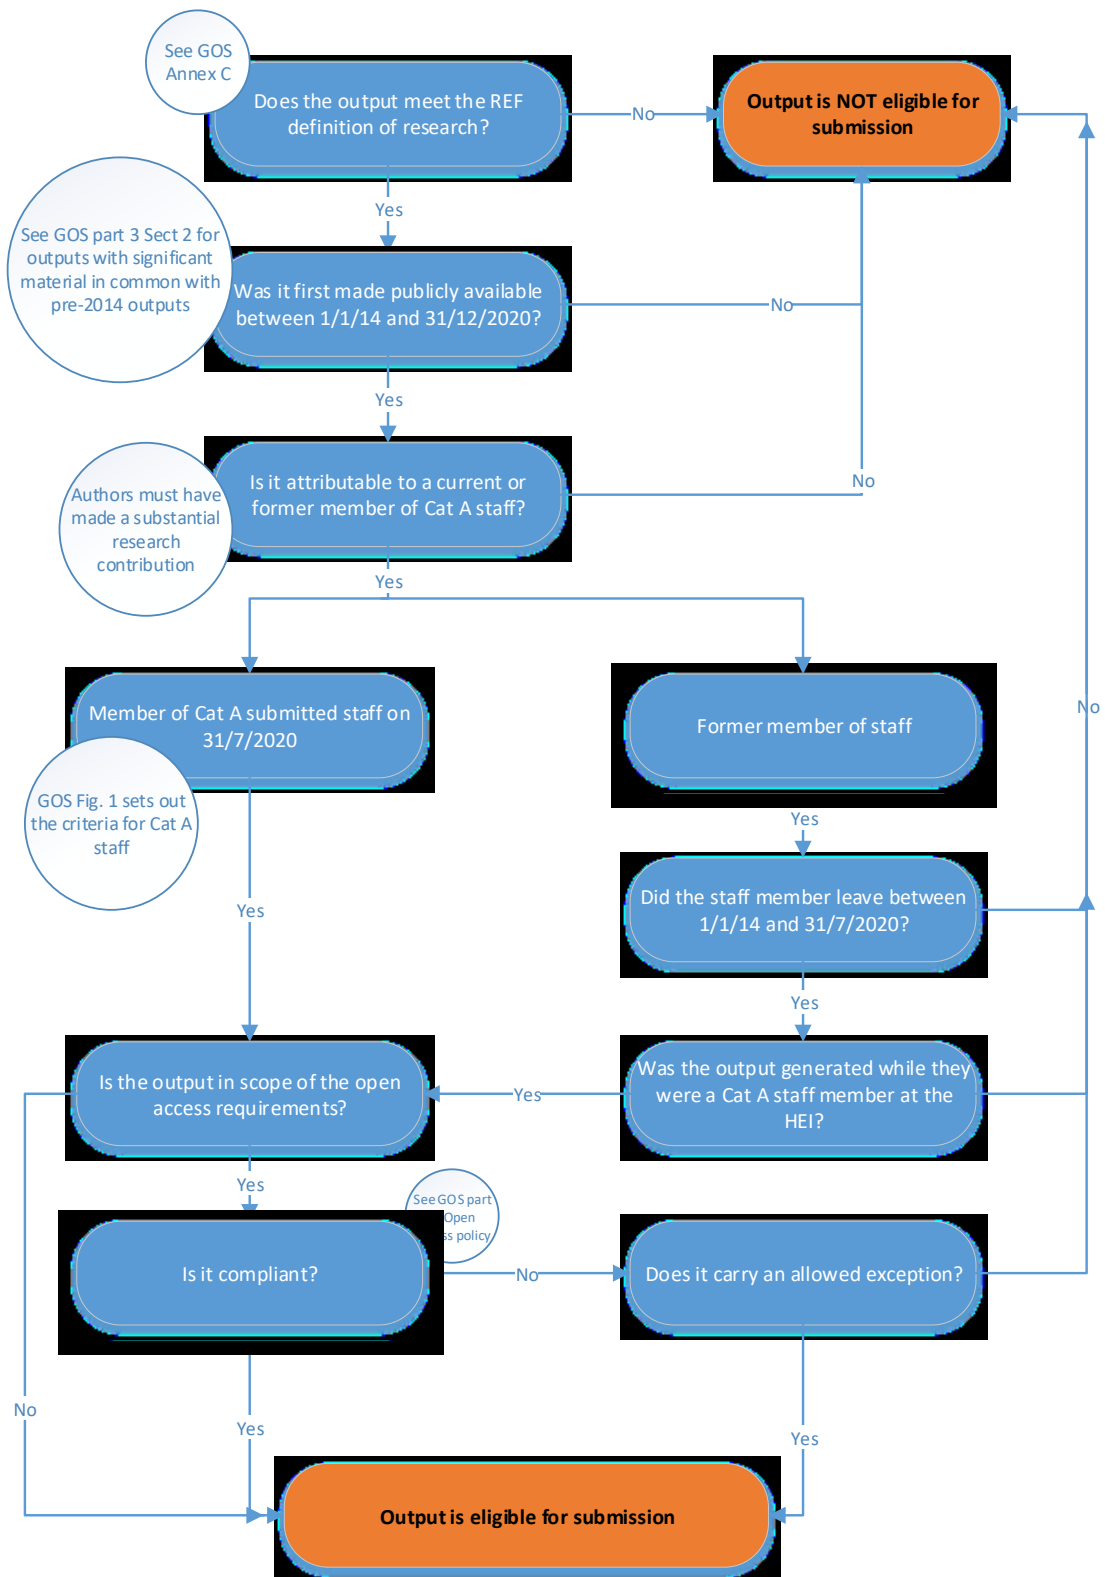 See GOS
Annex C
Does the output meet the REF
definition of research?
No
Output is NOT eligible for
submission
Yes
See GOS part 3 Sect 2 for
outputs with significant
material in common with
pre-2014 outputs
Was it first made publicly available
between 1/1/14 and 31/12/2020?
No
Yes
Authors must have
made a substantial
research
contribution
Is it attributable to a current or
former member of Cat A staff?
No
Yes
Member of Cat A submitted staff on
31/7/2020
Former member of staff
No
GOS Fig. 1 sets out
the criteria for Cat A
staff
Yes
Did the staff member leave between
1/1/14 and 31/7/2020?
Yes
Yes
Is the output in scope of the open
access requirements?
Yes
Was the output generated while they
were a Cat A staff member at the
HEI?
Yes
See GOS part
Open
policy
Is it compliant?
No
Does it carry an allowed exception?
No
Yes
Yes
Output is eligible for submission